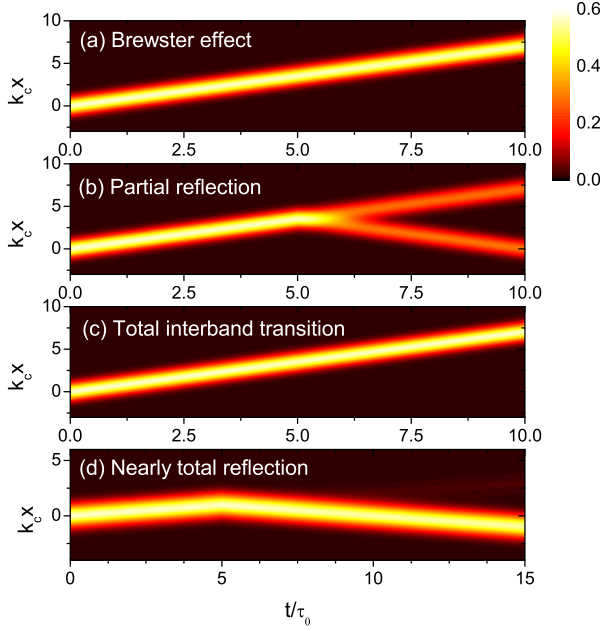 10
5
0
k_c x
(a) Brewster effect
0.0 2.5 5.0 7.5 10.0
0.6
0.4
0.2
0.0
10
5
0
k_c x
(b) Partial reflection
0.0 2.5 5.0 7.5 10.0
10
5
0
k_c x
(c) Total interband transition
0.0 2.5 5.0 7.5 10.0
5
0
k_c x
(d) Nearly total reflection
0 5 10 15
t/τ_0